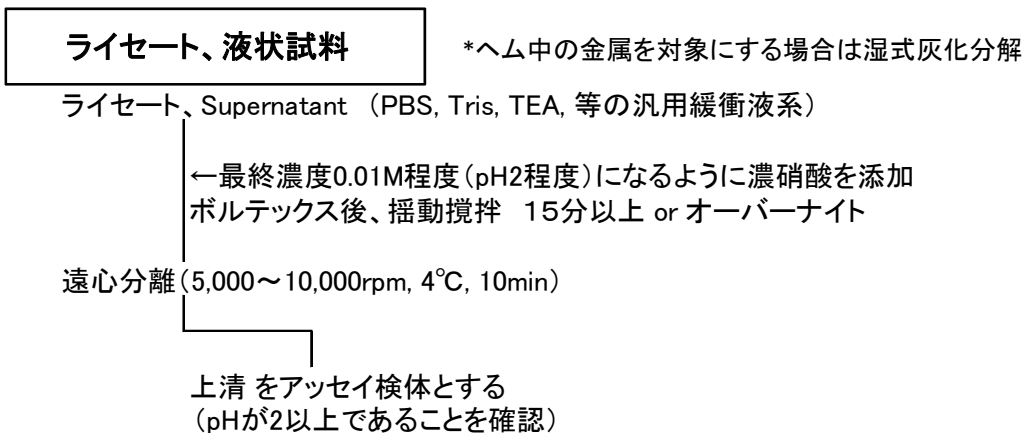 ライセート、液状試料
*ヘム中の金属を対象にする場合は湿式灰化分解
ライセート、Supernatant （PBS, Tris, TEA, 等の汎用緩衝液系）
←最終濃度0.01M程度（pH2程度）になるように濃硝酸を添加
ボルテックス後、揺動撹拌　１５分以上 or オーバーナイト
遠心分離（5,000～10,000rpm, 4℃, 10min）
上清 をアッセイ検体とする
（pHが2以上であることを確認）